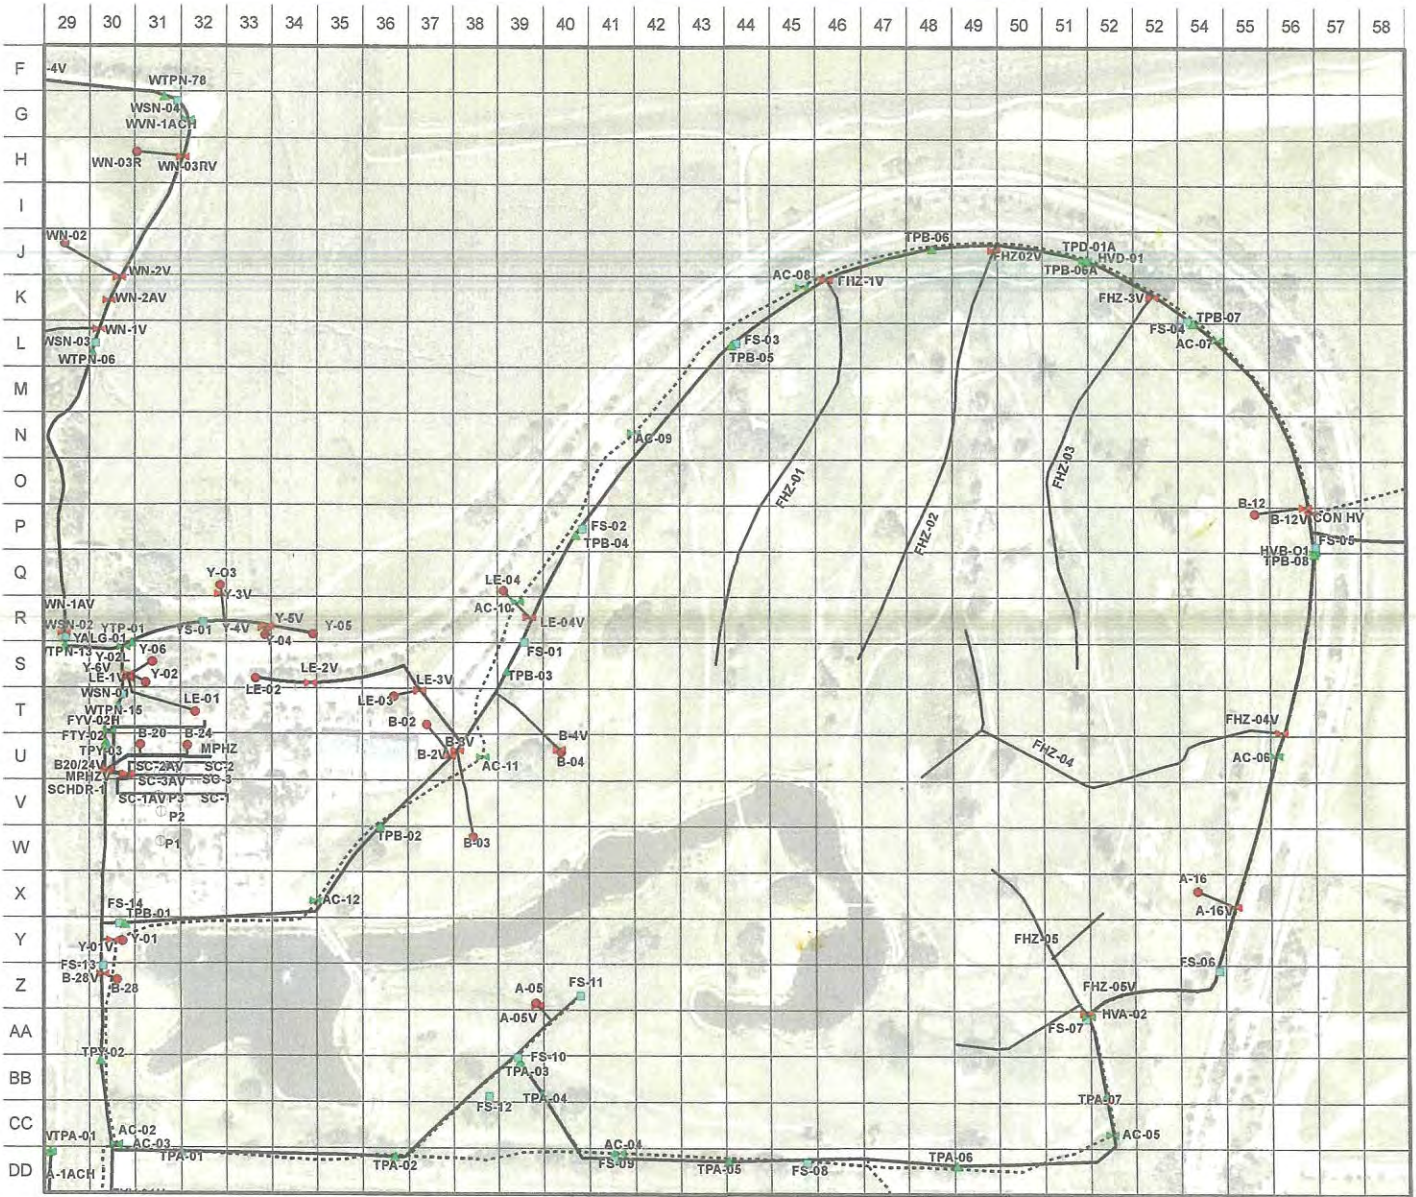 29 30 31 32 33 34 35 36 37 38 39 40 41 42 43 44 45 46 47 48 49 50 51 52 52 54 55 56 57 58
F
-4V
WTPN-78
WSN-04
G
WVN-1ACH
H
WN-03R
WN-03RV
I
WN-02
J
TPB-06
TPD-01A
HVD-01
FHZ02V
TPB-06A
WN-2V
AC-08
FHZ-1V
K
WN-2AV
FHZ-3V
WN-1V
TPB-07
FS-04
L
WSN-03
FS-03
AC-07
WTPN-06
TPB-05
M
N
AC-09
O
FHZ-01
FHZ-03
P
B-12
B-12V
CON HV
FS-02
FHZ-02
TPB-04
FS-05
HVB-O1
TPB-08
Q
Y-O3
LE-04
Y-3V
WN-1AV
AC-10
R
WSN-02
YTP-01
YS-01
Y-4V
Y-5V
Y-05
LE-04V
YALG-01
Y-04
TPN-13
FS-01
S
Y-02L
Y-06
Y-6V
Y-02
LE-2V
LE-1V
LE-02
LE-3V
TPB-03
WSN-01
LE-01
LE-03
T
WTPN-15
FYV-02H
B-02
FHZ-04V
FTY-02
B-20
B-24
B-3V
B-4V
U
TPY-03
MPHZ
B-2V
B-04
FHZ-04
AC-06
B20/24V
SC-2AV
SC-2
AC-11
MPHZV
SC-3AV
SC-3
SCHDR-1
V
SC-1AV
P3
SC-1
P2
TPB-02
W
P1
B-03
X
A-16
AC-12
FS-14
TPB-01
A-16V
Y
Y-01V
Y-01
FHZ-05
FS-13
FS-06
Z
B-28V
B-28
A-05
FS-11
FHZ-05V
A-05V
HVA-02
AA
FS-07
TPY-02
FS-10
BB
TPA-03
TPA-04
TPA-07
FS-12
CC
AC-02
AC-03
AC-04
AC-05
VTPA-01
DD
TPA-01
TPA-02
FS-09
TPA-05
FS-08
TPA-06
A-1ACH